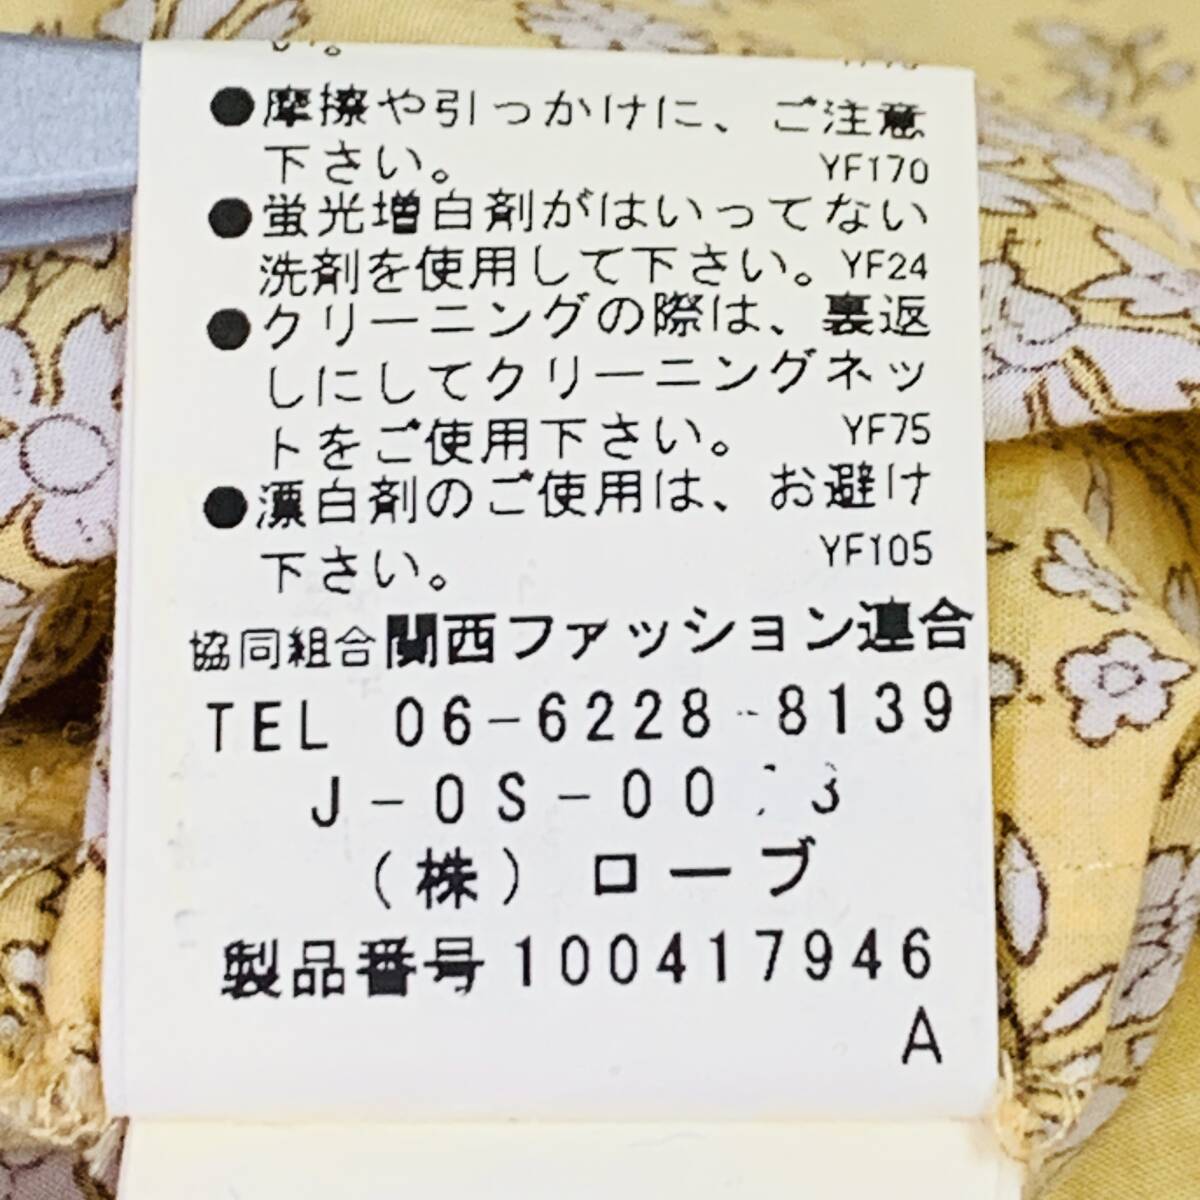 ●摩擦や引っかけに、ご注意
下さい。 YF170
●蛍光増白剤がはいってない
洗剤を使用して下さい。YF24
●クリーニングの際は、裏返
しにしてクリーニングネッ
トをご使用下さい。 YF75
●漂白剤のご使用は、お避け
下さい。 YF105
協同組合関西ファッション連合
TEL 06-6228-8139
(株)ローブ
製品番号100417946
A